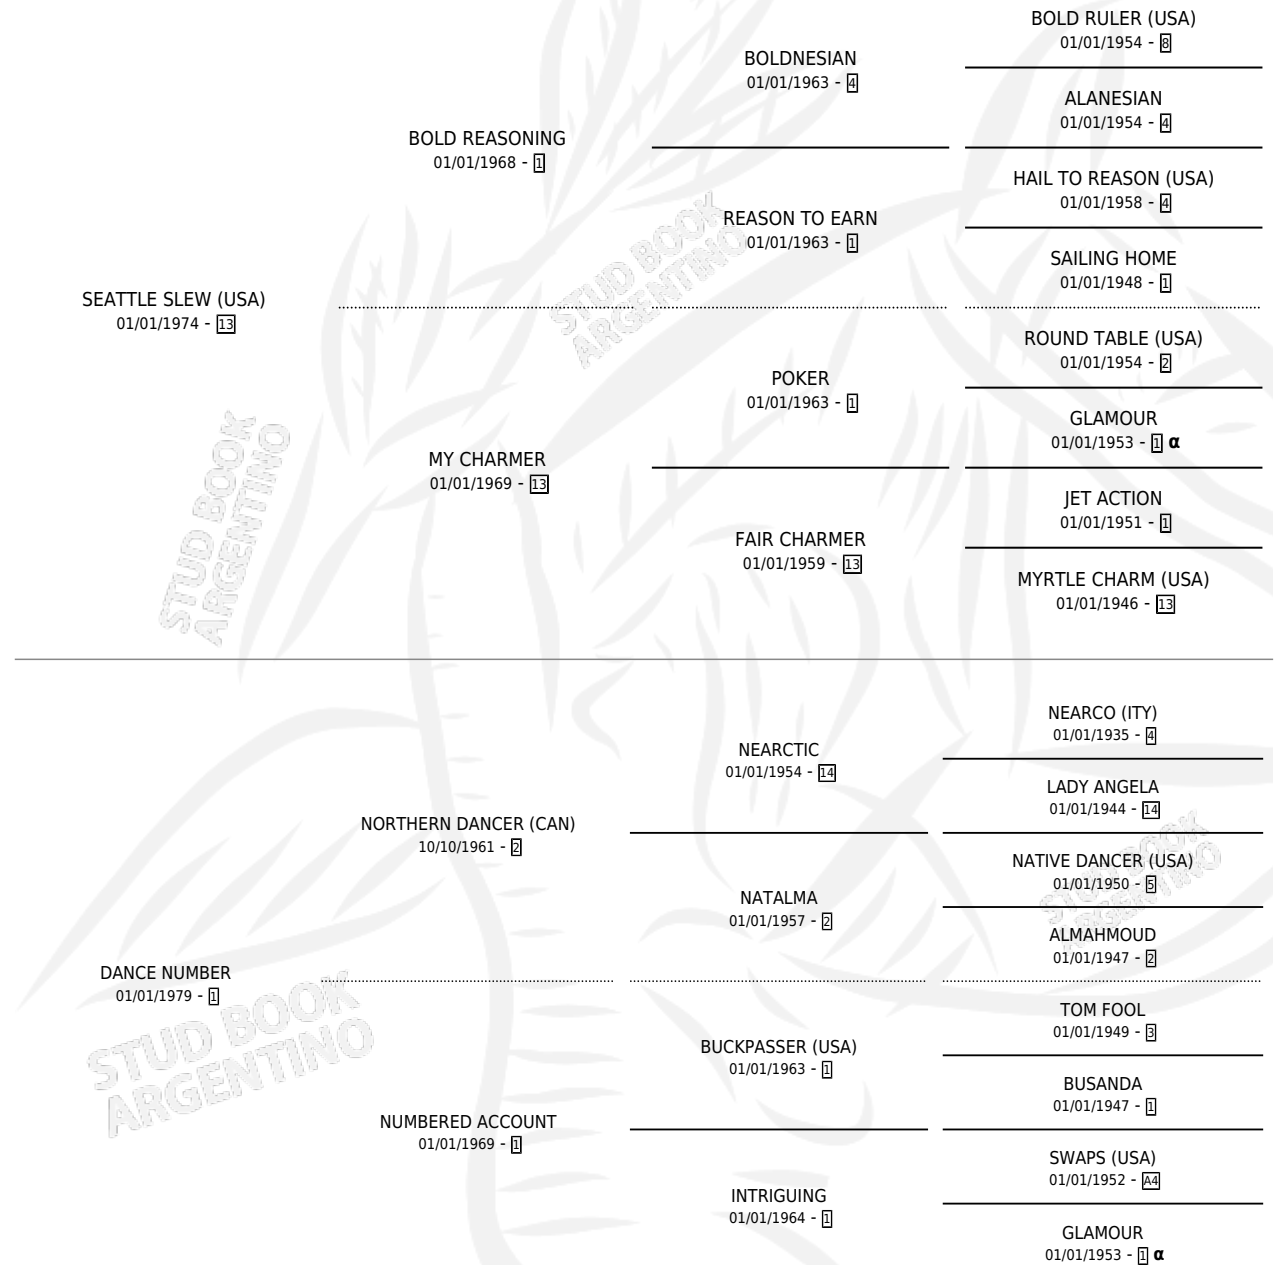 BOLD RULER (USA)
01/01/1954 - 8
BOLDNESIAN
01/01/1963 - 4
ALANESIAN
01/01/1954 - 4
BOLD REASONING
01/01/1968 - 1
HAIL TO REASON (USA)
01/01/1958 - 4
REASON TO EARN
01/01/1963 - 1
SAILING HOME
01/01/1948 - 1
SEATTLE SLEW (USA)
01/01/1974 - 13
ROUND TABLE (USA)
01/01/1954 - 2
POKER
01/01/1963 - 1
GLAMOUR
01/01/1953 - 1 α
MY CHARMER
01/01/1969 - 13
JET ACTION
01/01/1951 - 1
FAIR CHARMER
01/01/1959 - 13
MYRTLE CHARM (USA)
01/01/1946 - 13
NEARCO (ITY)
01/01/1935 - 4
NEARCTIC
01/01/1954 - 14
LADY ANGELA
01/01/1944 - 14
NORTHERN DANCER (CAN)
10/10/1961 - 2
NATIVE DANCER (USA)
01/01/1950 - 5
NATALMA
01/01/1957 - 2
ALMAHMOUD
01/01/1947 - 2
DANCE NUMBER
01/01/1979 - 1
TOM FOOL
01/01/1949 - 3
BUCKPASSER (USA)
01/01/1963 - 1
BUSANDA
01/01/1947 - 1
NUMBERED ACCOUNT
01/01/1969 - 1
SWAPS (USA)
01/01/1952 - A4
INTRIGUING
01/01/1964 - 1
GLAMOUR
01/01/1953 - 1 α
STUD BOOK
ARGENTINO
STUD BOOK
ARGENTINO
STUD BOOK
ARGENTINO
STUD BOOK
ARGENTINO